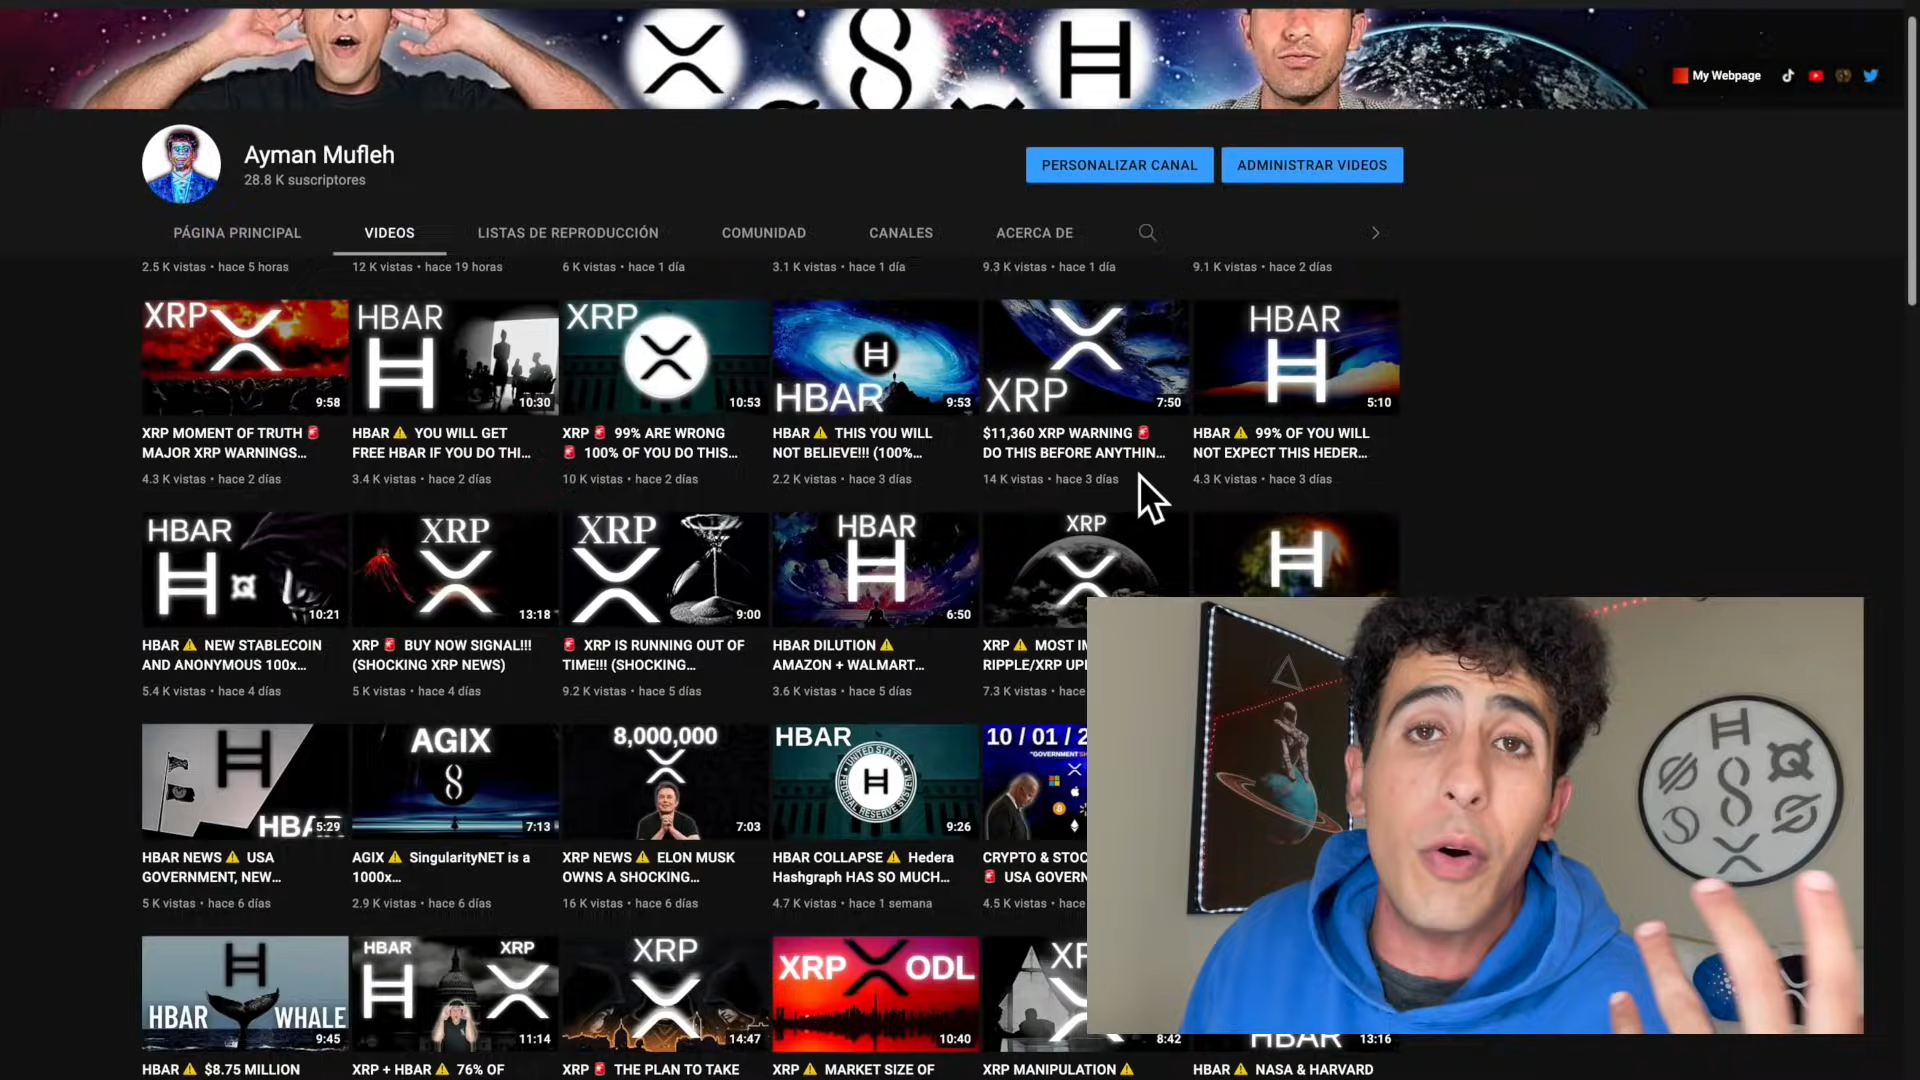 My Webpage
Ayman Mufleh
28.8 K suscriptores
PERSONALIZAR CANAL
ADMINISTRAR VIDEOS
PÁGINA PRINCIPAL
VIDEOS
LISTAS DE REPRODUCCIÓN
COMUNIDAD
CANALES
ACERCA DE
2.5 K vistas • hace 5 horas
12 K vistas • hace 19 horas
6 K vistas • hace 1 día
3.1 K vistas • hace 1 día
9.3 K vistas • hace 1 día
9.1 K vistas • hace 2 días
XRP
9:58
HBAR
10:30
XRP
10:53
HBAR
9:53
XRP
7:50
HBAR
5:10
XRP MOMENT OF TRUTH 🚨
MAJOR XRP WARNINGS...
4.3 K vistas • hace 2 días
HBAR ⚠️ YOU WILL GET
FREE HBAR IF YOU DO THI...
3.4 K vistas • hace 2 días
XRP 🚨 99% ARE WRONG
🚨 100% OF YOU DO THIS...
10 K vistas • hace 2 días
HBAR ⚠️ THIS YOU WILL
NOT BELIEVE!!! (100%...
2.2 K vistas • hace 3 días
$11,360 XRP WARNING 🚨
DO THIS BEFORE ANYTHIN...
14 K vistas • hace 3 días
HBAR ⚠️ 99% OF YOU WILL
NOT EXPECT THIS HEDER...
4.3 K vistas • hace 3 días
HBAR
10:21
XRP
13:18
XRP
9:00
HBAR
6:50
XRP
HBAR ⚠️ NEW STABLECOIN
AND ANONYMOUS 100x...
5.4 K vistas • hace 4 días
XRP 🚨 BUY NOW SIGNAL!!!
(SHOCKING XRP NEWS)
5 K vistas • hace 4 días
🚨 XRP IS RUNNING OUT OF
TIME!!! (SHOCKING...
9.2 K vistas • hace 5 días
HBAR DILUTION ⚠️
AMAZON + WALMART...
3.6 K vistas • hace 5 días
XRP ⚠️ MOST IM
RIPPLE/XRP UP
7.3 K vistas • hace
HBAR
5:29
AGIX
7:13
8,000,000
7:03
HBAR
UNITED STATES
FEDERAL RESERVE SYSTEM
9:26
10 / 01 / 2
HBAR NEWS ⚠️ USA
GOVERNMENT, NEW...
5 K vistas • hace 6 días
AGIX ⚠️ SingularityNET is a
1000x...
2.9 K vistas • hace 6 días
XRP NEWS ⚠️ ELON MUSK
OWNS A SHOCKING...
16 K vistas • hace 6 días
HBAR COLLAPSE ⚠️ Hedera
Hashgraph HAS SO MUCH...
4.7 K vistas • hace 1 semana
CRYPTO & STOC
🚨 USA GOVERN
4.5 K vistas • hace
HBAR WHALE
9:45
HBAR XRP
11:14
XRP
14:47
XRP ODL
10:40
XR
8:42
HBAR
13:16
HBAR ⚠️ $8.75 MILLION
XRP + HBAR ⚠️ 76% OF
XRP 🚨 THE PLAN TO TAKE
XRP ⚠️ MARKET SIZE OF
XRP MANIPULATION ⚠️
HBAR ⚠️ NASA & HARVARD